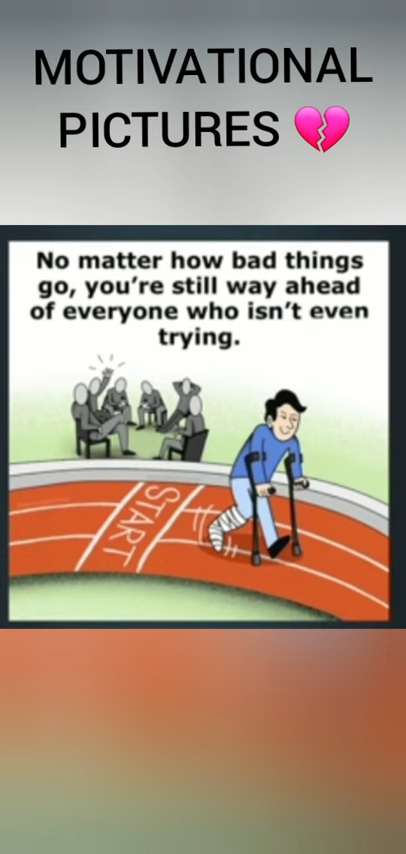 MOTIVATIONAL
PICTURES 💔
No matter how bad things
go, you're still way ahead
of everyone who isn't even
trying.
START